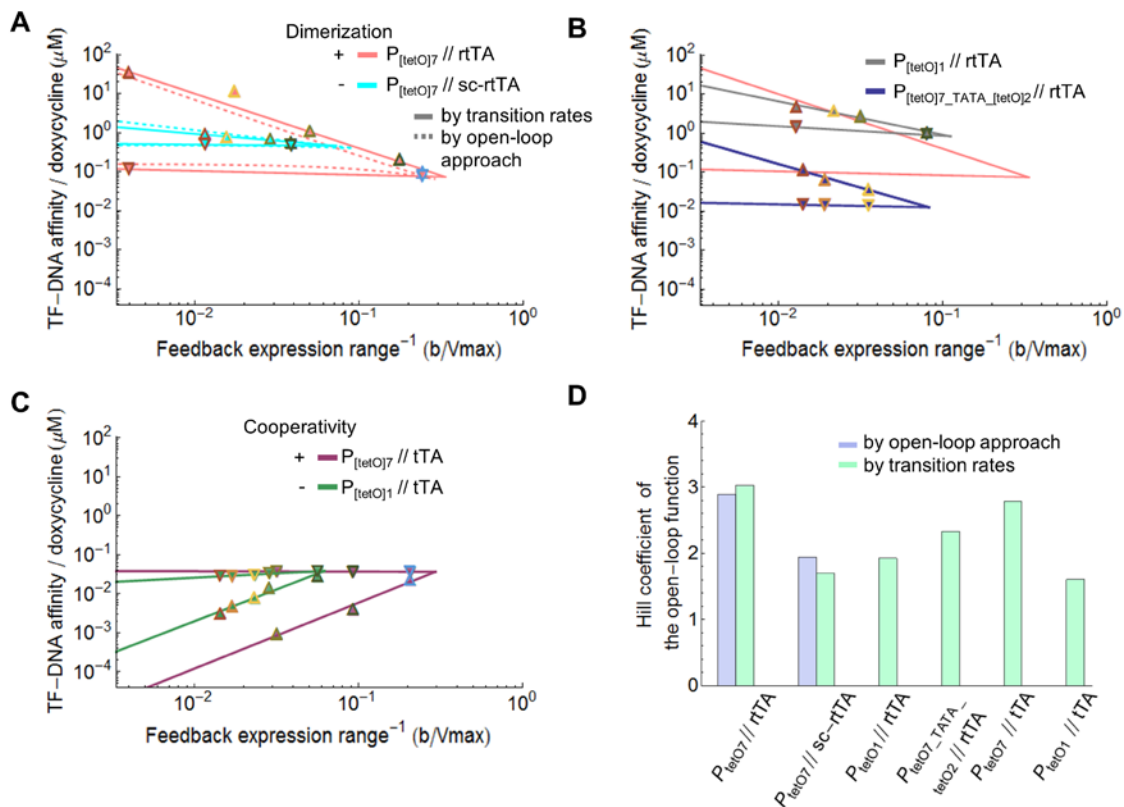 A
Dimerization
+ P[tetO]7 // rtTA
- P[tetO]7 // sc-rtTA
by transition rates
by open-loop
approach
TF−DNA affinity / doxycycline (μM)
10²
10¹
10⁰
10⁻¹
10⁻²
10⁻³
10⁻⁴
10⁻² 10⁻¹ 10⁰
Feedback expression range⁻¹ (b/Vmax)
B
P[tetO]1 // rtTA
P[tetO]7_TATA_[tetO]2 // rtTA
TF−DNA affinity / doxycycline (μM)
10²
10¹
10⁰
10⁻¹
10⁻²
10⁻³
10⁻⁴
10⁻² 10⁻¹ 10⁰
Feedback expression range⁻¹ (b/Vmax)
C
Cooperativity
+ P[tetO]7 // tTA
- P[tetO]1 // tTA
TF−DNA affinity / doxycycline (μM)
10²
10¹
10⁰
10⁻¹
10⁻²
10⁻³
10⁻⁴
10⁻² 10⁻¹ 10⁰
Feedback expression range⁻¹ (b/Vmax)
D
by open-loop approach
by transition rates
Hill coefficient of
the open-loop function
4
3
2
1
0
PtetO7 // rtTA
PtetO7 // sc−rtTA
PtetO1 // rtTA
PtetO7_TATA_
tetO2 // rtTA
PtetO7 // tTA
PtetO1 // tTA